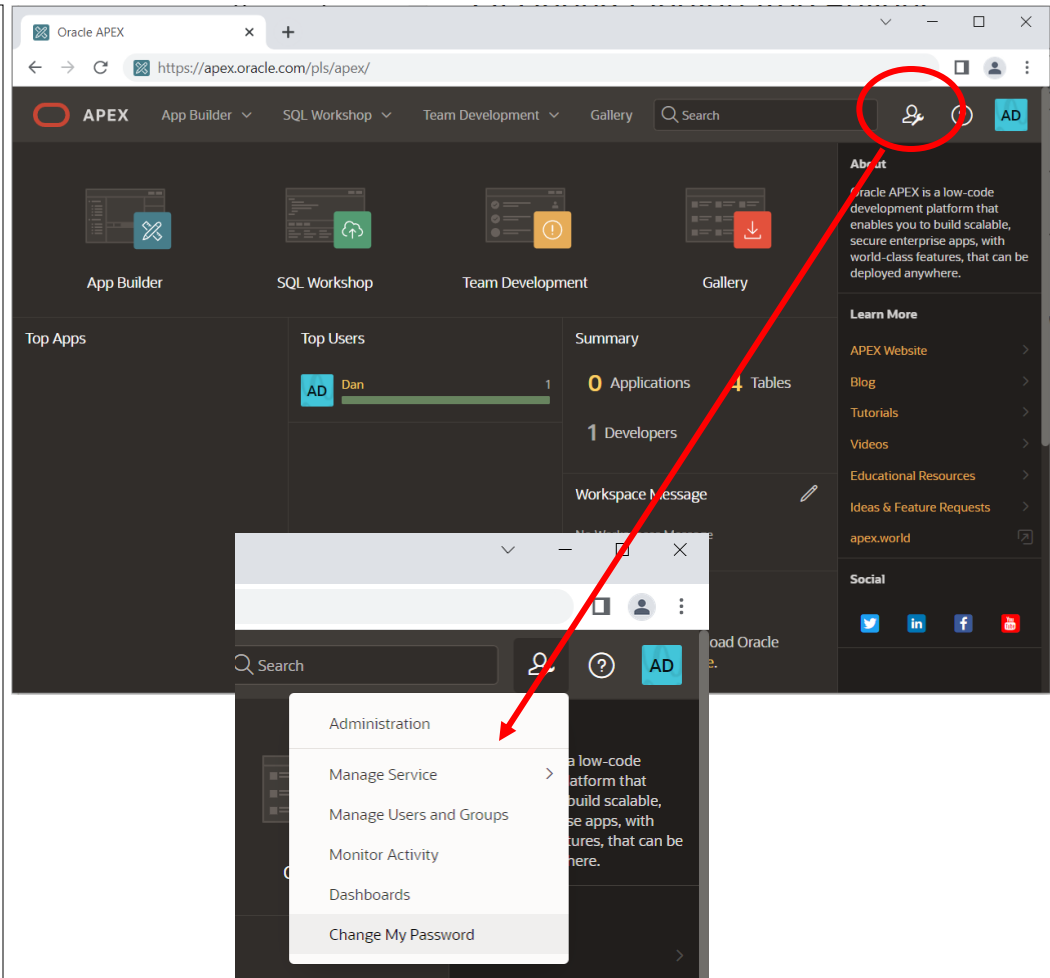 Oracle APEX
https://apex.oracle.com/pls/apex/
APEX App Builder SQL Workshop Team Development Gallery Search AD
App Builder SQL Workshop Team Development Gallery
About
Oracle APEX is a low-code
development platform that
enables you to build scalable,
secure enterprise apps, with
world-class features, that can be
deployed anywhere.
Learn More
APEX Website
Blog
Tutorials
Videos
Educational Resources
Ideas & Feature Requests
apex.world
Social
Top Apps
Top Users
AD Dan 1
Summary
0 Applications 4 Tables
1 Developers
Workspace Message
oad Oracle
e.
Search AD
Administration
Manage Service
Manage Users and Groups
Monitor Activity
Dashboards
Change My Password
a low-code
atform that
build scalable,
se apps, with
tures, that can be
here.